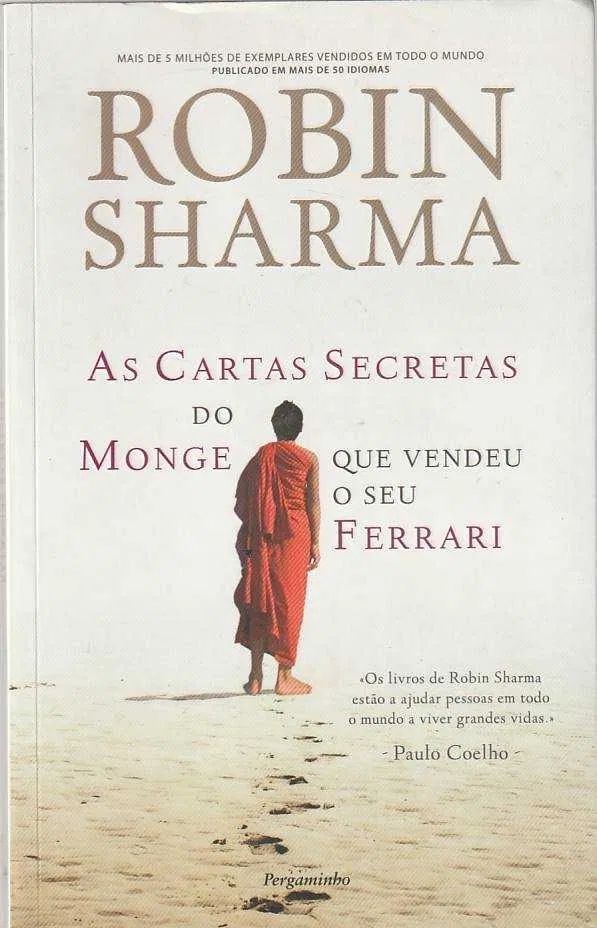 MAIS DE 5 MILHÕES DE EXEMPLARES VENDIDOS EM TODO O MUNDO
PUBLICADO EM MAIS DE 50 IDIOMAS
ROBIN
SHARMA
AS CARTAS SECRETAS
DO
MONGE QUE VENDEU
O SEU
FERRARI
«Os livros de Robin Sharma
estão a ajudar pessoas em todo
o mundo a viver grandes vidas.»
- Paulo Coelho -
Pergaminho